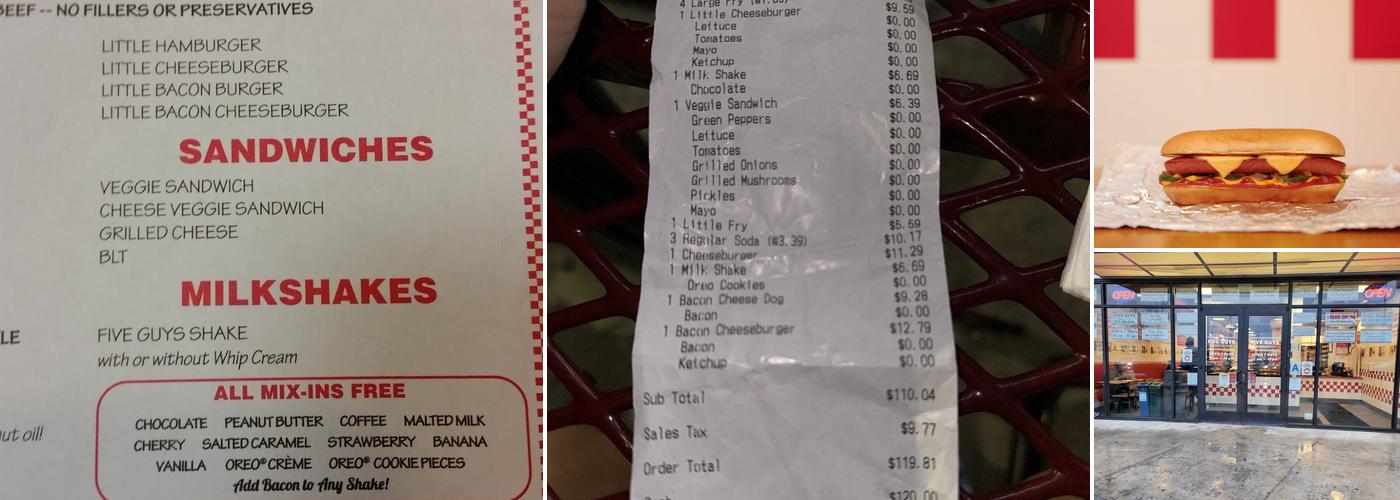 BEEF -- NO FILLERS OR PRESERVATIVES
LITTLE HAMBURGER
LITTLE CHEESEBURGER
LITTLE BACON BURGER
LITTLE BACON CHEESEBURGER
SANDWICHES
VEGGIE SANDWICH
CHEESE VEGGIE SANDWICH
GRILLED CHEESE
BLT
MILKSHAKES
FIVE GUYS SHAKE
with or without Whip Cream
ALL MIX-INS FREE
CHOCOLATE PEANUT BUTTER COFFEE MALTED MILK
CHERRY SALTED CARAMEL STRAWBERRY BANANA
VANILLA OREO® CRÈME OREO® COOKIE PIECES
Add Bacon to Any Shake!
LE
ut oil!
4 Large Fry
1 Little Cheeseburger $9.59
Lettuce $0.00
Tomatoes $0.00
Mayo $0.00
Ketchup $0.00
1 Milk Shake $6.69
Chocolate $0.00
1 Veggie Sandwich $6.39
Green Peppers $0.00
Lettuce $0.00
Tomatoes $0.00
Grilled Onions $0.00
Grilled Mushrooms $0.00
Pickles $0.00
Mayo $0.00
1 Little Fry $5.59
3 Regular Soda (@3.39) $10.17
1 Cheeseburger $11.29
1 Milk Shake $6.69
Oreo Cookies $0.00
1 Bacon Cheese Dog $9.28
Bacon $0.00
1 Bacon Cheeseburger $12.79
Bacon $0.00
Ketchup $0.00
Sub Total $110.04
Sales Tax $9.77
Order Total $119.81
Cash $120.00
OPEN
OPEN
FIVE GUYS
FIVE GUYS
A